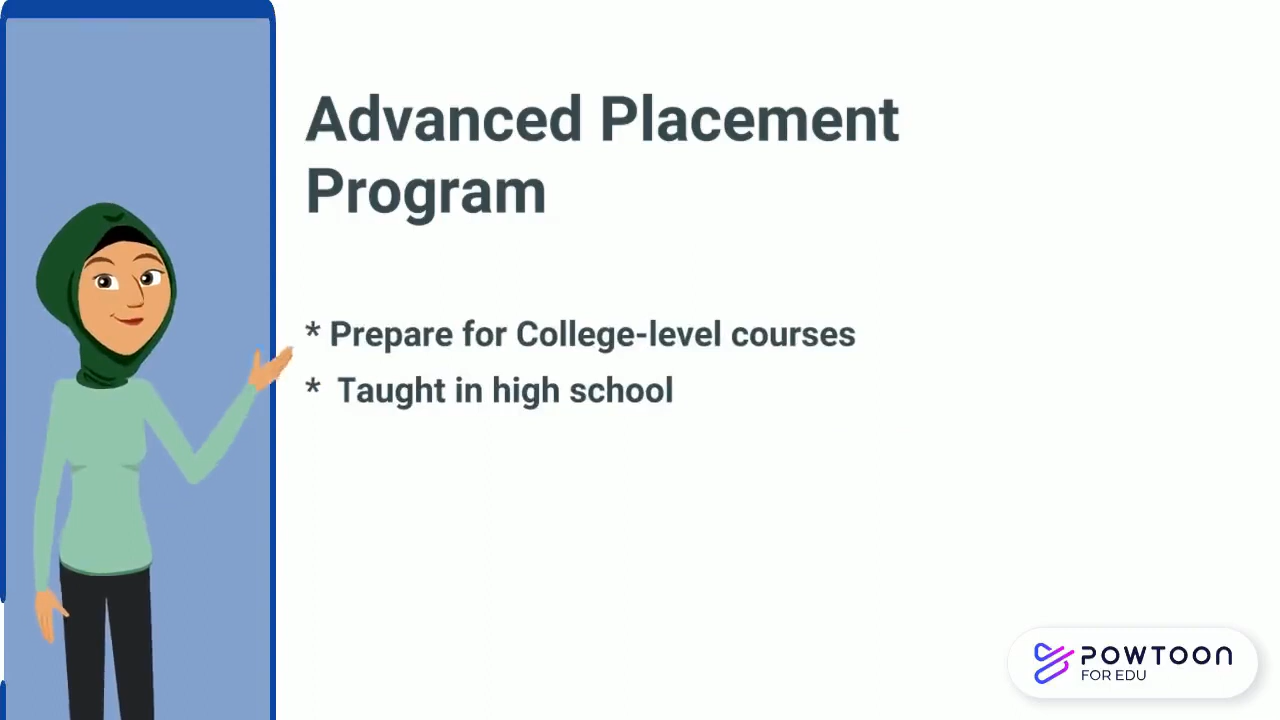 Advanced Placement
Program
* Prepare for College-level courses
* Taught in high school
POWTOON
FOR EDU